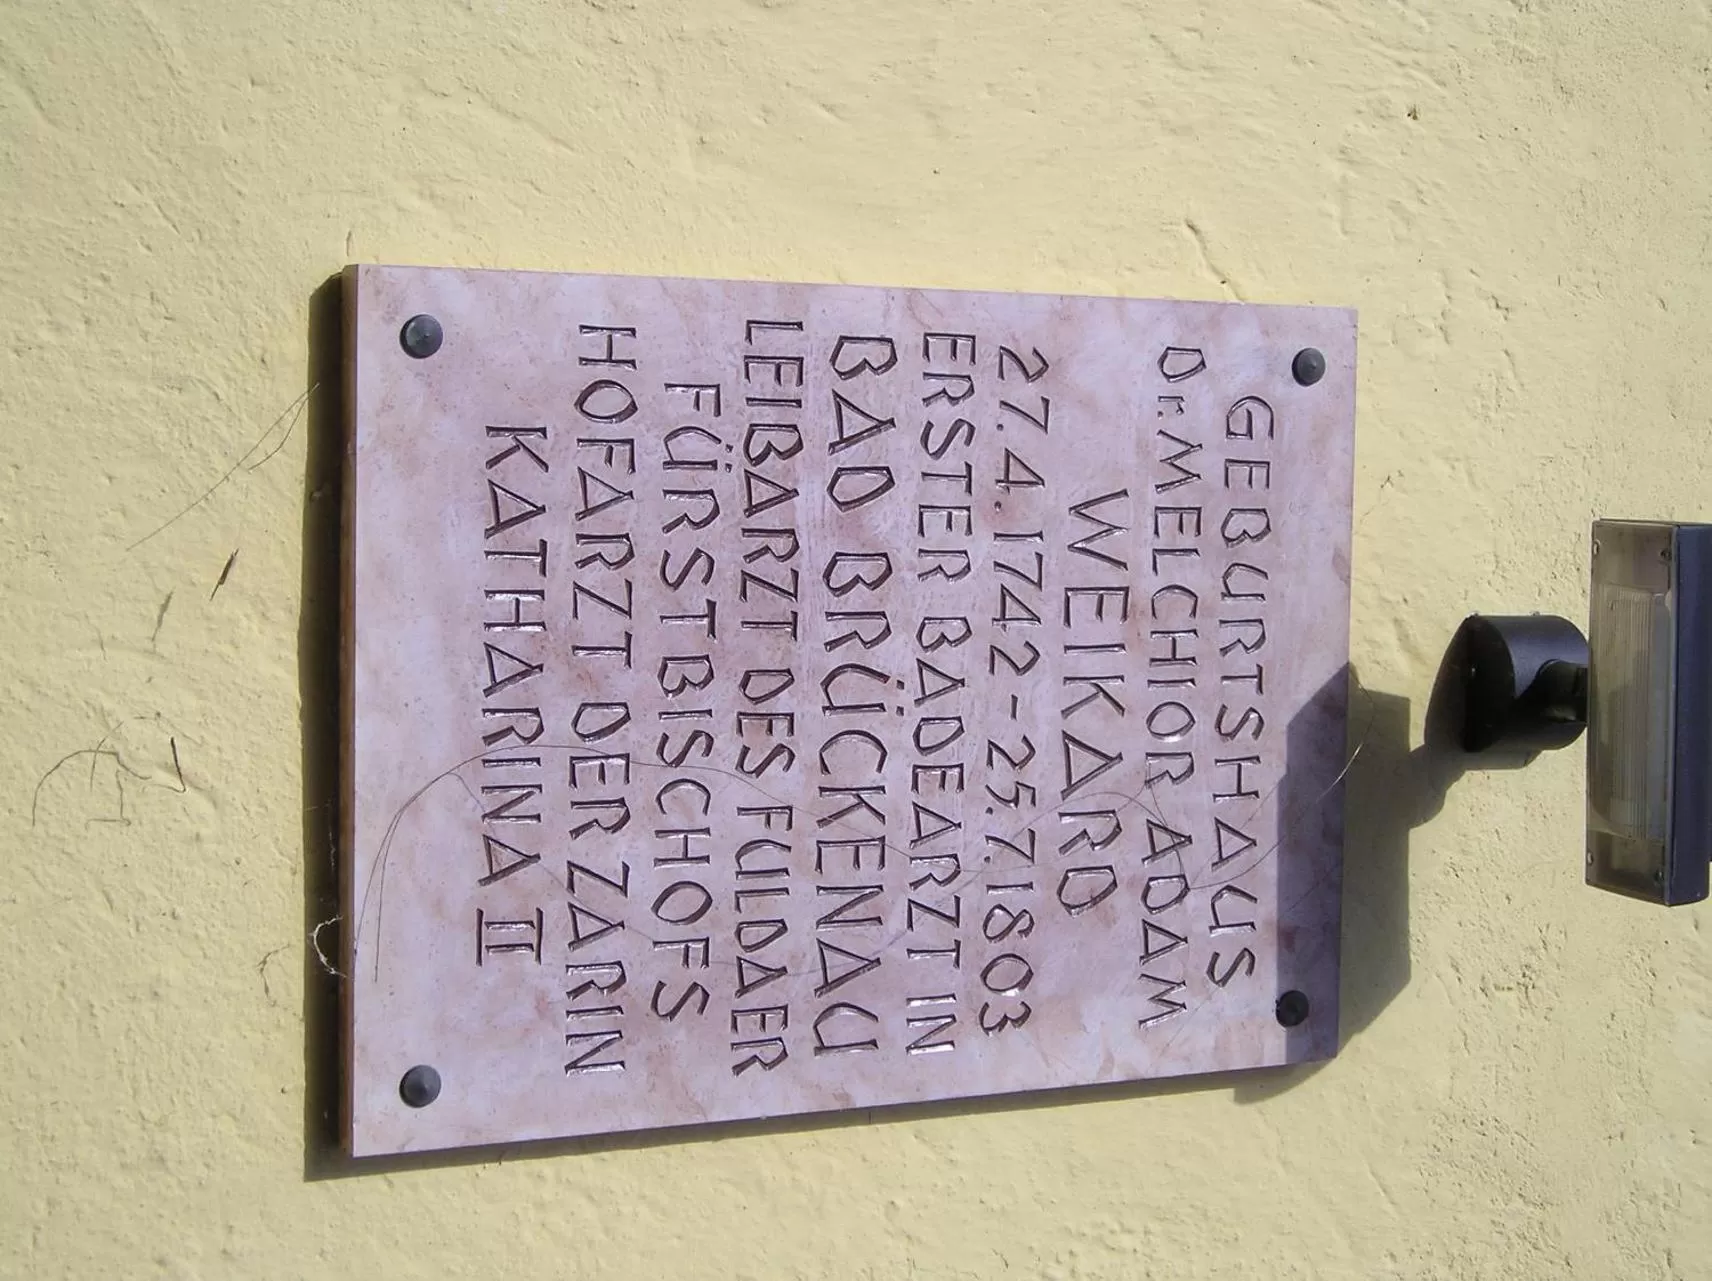 GEBURTSHAUS
Dr. MELCHIOR ADAM
WEIKARD
27.4.1742-25.7.1803
ERSTER BADEARZT IN
BAD BRÜCKENAU
LEIBARZT DES FULDAER
FÜRSTBISCHOFS
HOFARZT DER ZARIN
KATHARINA II